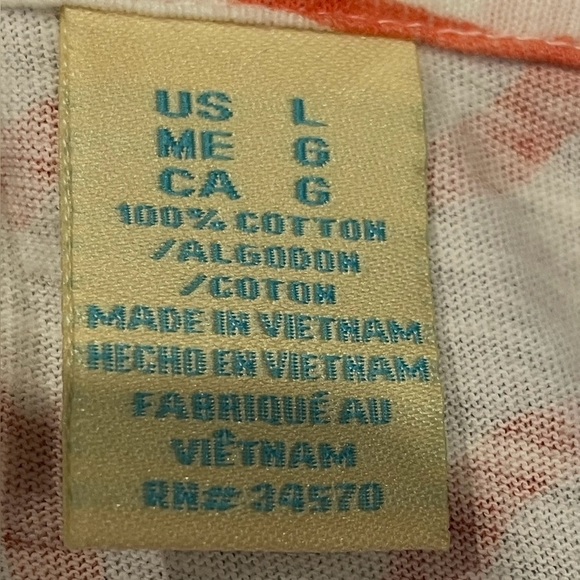 US L
ME G
CA G
100% COTTON
/ALGODON
/COTON
MADE IN VIETNAM
HECHO EN VIETNAM
FABRIQUÉ AU
VIÊTNAM
RN# 34570